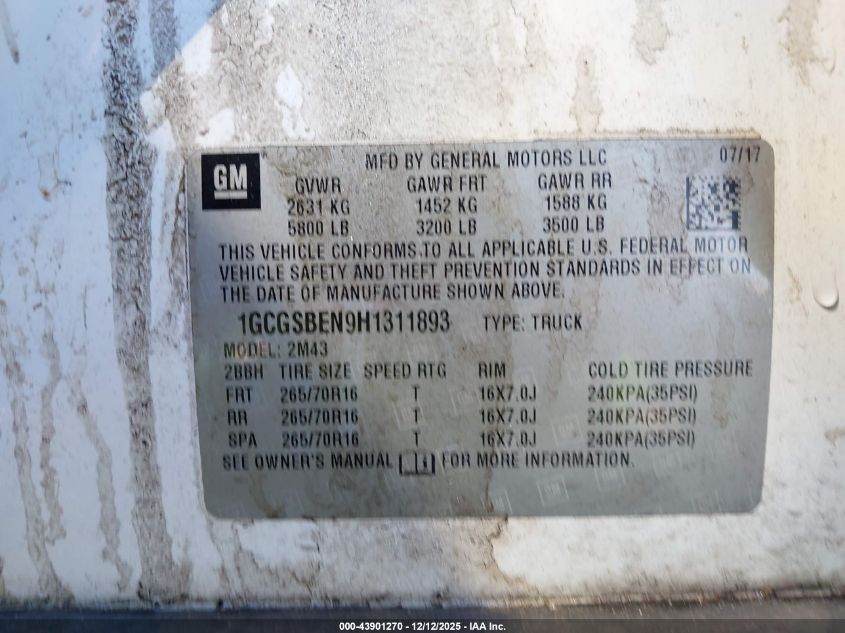 GM
MFD BY GENERAL MOTORS LLC 07/17
GVWR GAWR FRT GAWR RR
2631 KG 1452 KG 1588 KG
5800 LB 3200 LB 3500 LB
THIS VEHICLE CONFORMS TO ALL APPLICABLE U.S. FEDERAL MOTOR
VEHICLE SAFETY AND THEFT PREVENTION STANDARDS IN EFFECT ON
THE DATE OF MANUFACTURE SHOWN ABOVE.
1GCGSBEN9H1311893 TYPE: TRUCK
MODEL: 2M43
2BBH TIRE SIZE SPEED RTG RIM COLD TIRE PRESSURE
FRT 265/70R16 T 16X7.0J 240KPA(35PSI)
RR 265/70R16 T 16X7.0J 240KPA(35PSI)
SPA 265/70R16 T 16X7.0J 240KPA(35PSI)
SEE OWNER'S MANUAL FOR MORE INFORMATION.
000-43901270 - 12/12/2025 - IAA Inc.